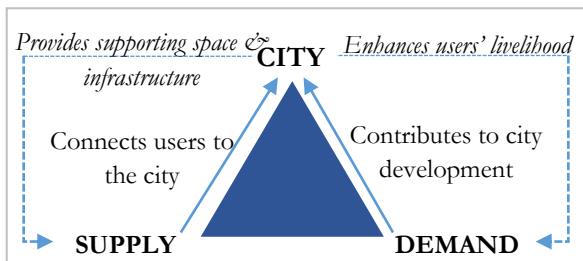 Provides supporting space &
infrastructure
CITY
Enhances users' livelihood
Connects users to
the city
Contributes to city
development
SUPPLY
DEMAND